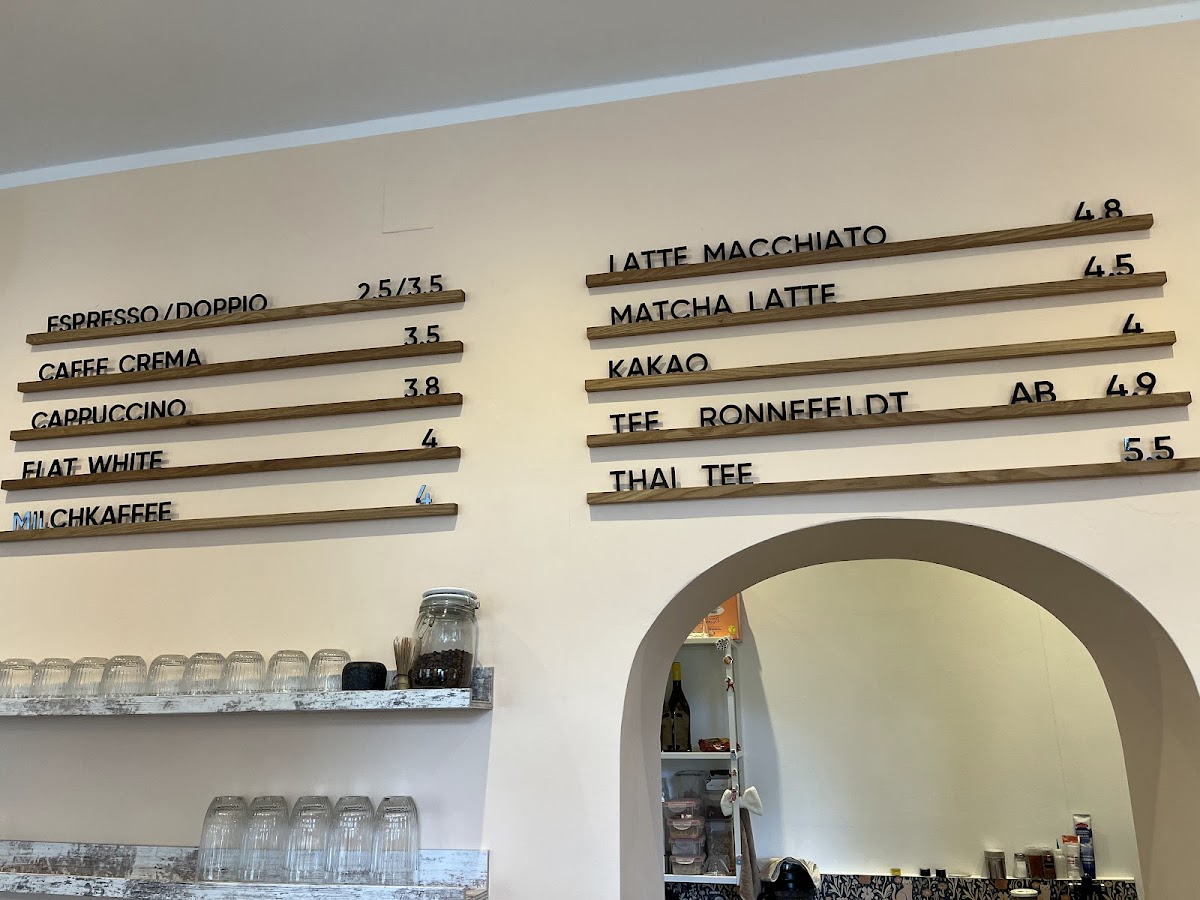 ESPRESSO/DOPPIO 2.5/3.5
CAFFE CREMA 3.5
CAPPUCCINO 3.8
FLAT WHITE 4
MILCHKAFFEE 4
LATTE MACCHIATO 4.8
MATCHA LATTE 4.5
KAKAO 4
TEE RONNEFELDT AB 4.9
THAI TEE 5.5